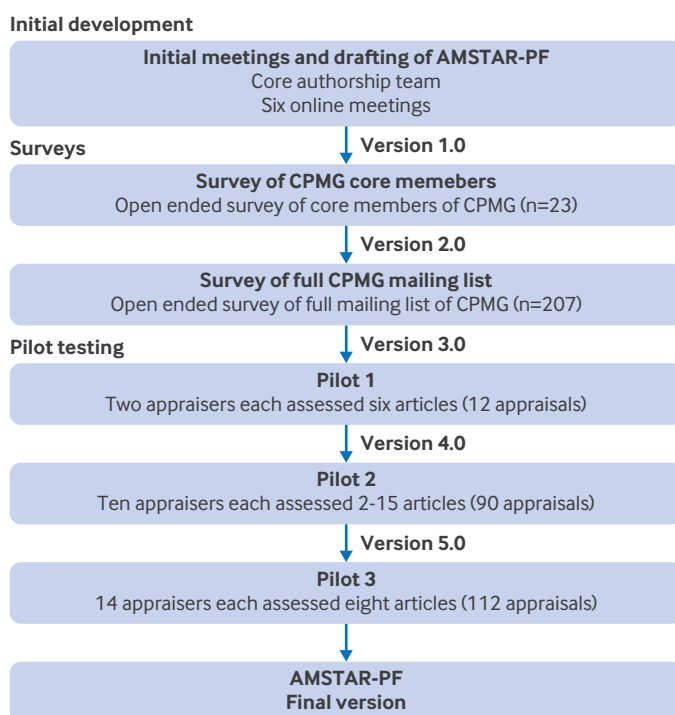 Initial development
Initial meetings and drafting of AMSTAR-PF
Core authorship team
Six online meetings
Version 1.0
Surveys
Survey of CPMG core memebers
Open ended survey of core members of CPMG (n=23)
Version 2.0
Survey of full CPMG mailing list
Open ended survey of full mailing list of CPMG (n=207)
Version 3.0
Pilot testing
Pilot 1
Two appraisers each assessed six articles (12 appraisals)
Version 4.0
Pilot 2
Ten appraisers each assessed 2-15 articles (90 appraisals)
Version 5.0
Pilot 3
14 appraisers each assessed eight articles (112 appraisals)
AMSTAR-PF
Final version